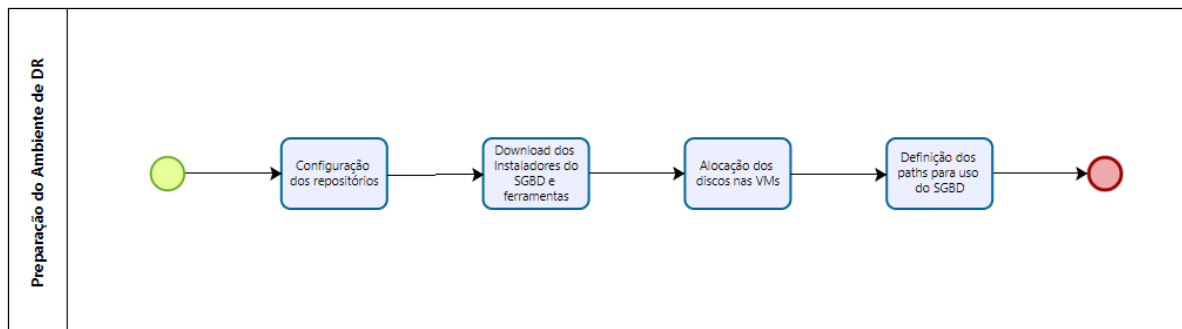 Preparação do Ambiente de DR
Configuração
dos repositórios
Download dos
Instaladores do
SGBD e
ferramentas
Alocação dos
discos nas VMs
Definição dos
paths para uso
do SGBD